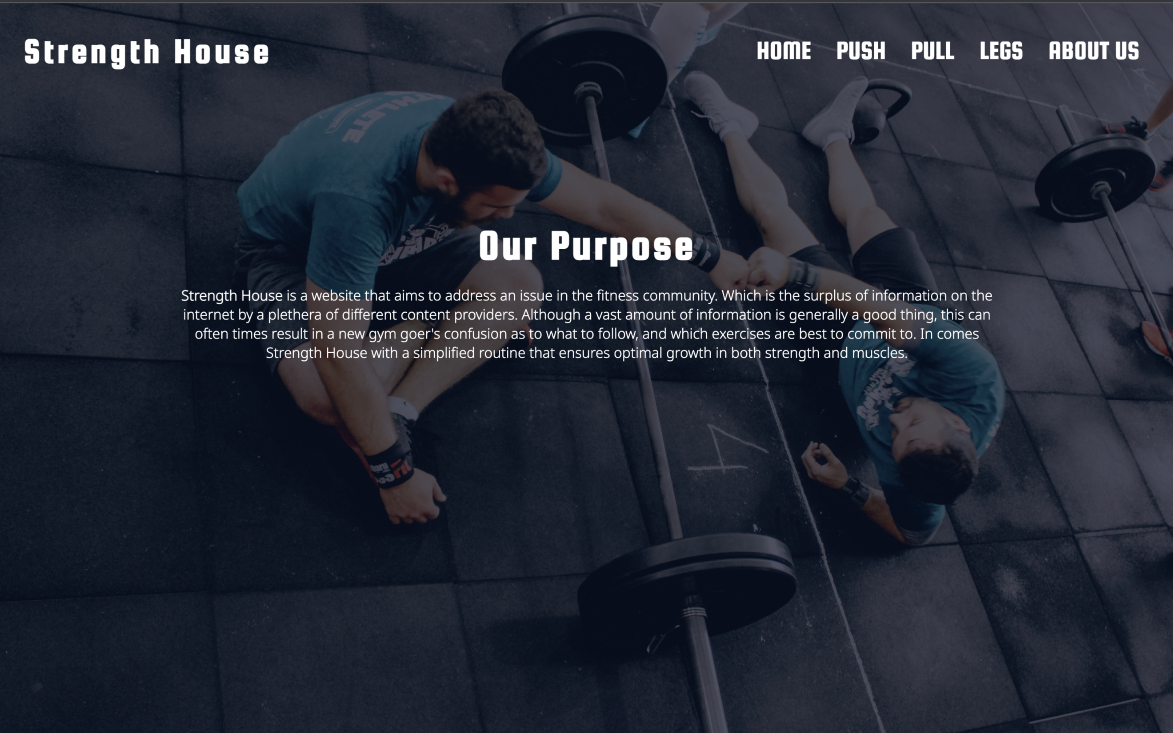 Strength House
HOME PUSH PULL LEGS ABOUT US
Our Purpose
Strength House is a website that aims to address an issue in the fitness community. Which is the surplus of information on the
internet by a plethera of different content providers. Although a vast amount of information is generally a good thing, this can
often times result in a new gym goer's confusion as to what to follow, and which exercises are best to commit to. In comes
Strength House with a simplified routine that ensures optimal growth in both strength and muscles.
4